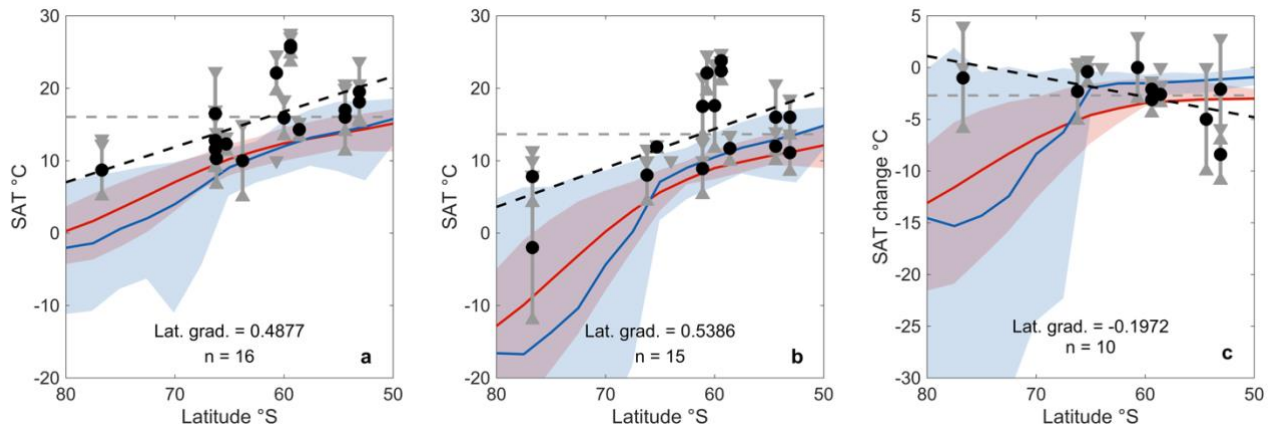 30
20
10
0
-10
-20
SAT °C
Lat. grad. = 0.4877
n = 16
a
80
70
60
50
Latitude °S
30
20
10
0
-10
-20
SAT °C
Lat. grad. = 0.5386
n = 15
b
80
70
60
50
Latitude °S
5
0
-5
-10
-15
-20
-25
-30
SAT change °C
Lat. grad. = -0.1972
n = 10
c
80
70
60
50
Latitude °S